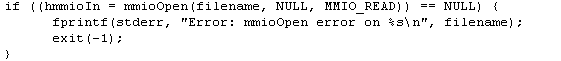 if ((hmmioIn = mmioOpen(filename, NULL, MMIO_READ)) == NULL) {
fprintf(stderr, "Error: mmioOpen error on %s\n", filename);
exit(-1);
}